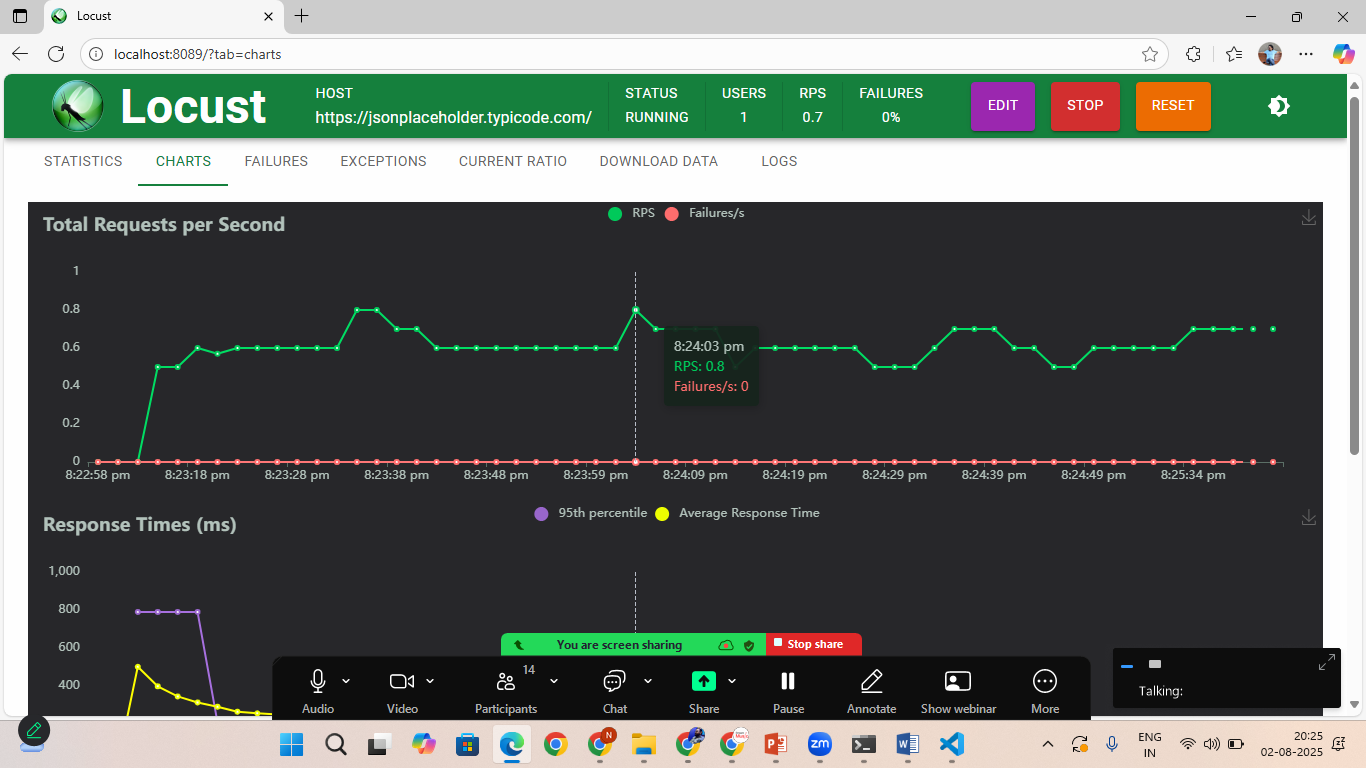 Locust
localhost:8089/?tab=charts
Locust
HOST
https://jsonplaceholder.typicode.com/
STATUS
RUNNING
USERS
1
RPS
0.7
FAILURES
0%
EDIT
STOP
RESET
STATISTICS CHARTS FAILURES EXCEPTIONS CURRENT RATIO DOWNLOAD DATA LOGS
Total Requests per Second
RPS Failures/s
1
0.8
0.6
0.4
0.2
0
8:24:03 pm
RPS: 0.8
Failures/s: 0
8:22:58 pm 8:23:18 pm 8:23:28 pm 8:23:38 pm 8:23:48 pm 8:23:59 pm 8:24:09 pm 8:24:19 pm 8:24:29 pm 8:24:39 pm 8:24:49 pm 8:25:34 pm
Response Times (ms)
95th percentile Average Response Time
1,000
800
600
400
You are screen sharing Stop share
14
Audio Video Participants Chat Share Pause Annotate Show webinar More
Talking:
N
zm
ENG
IN
20:25
02-08-2025